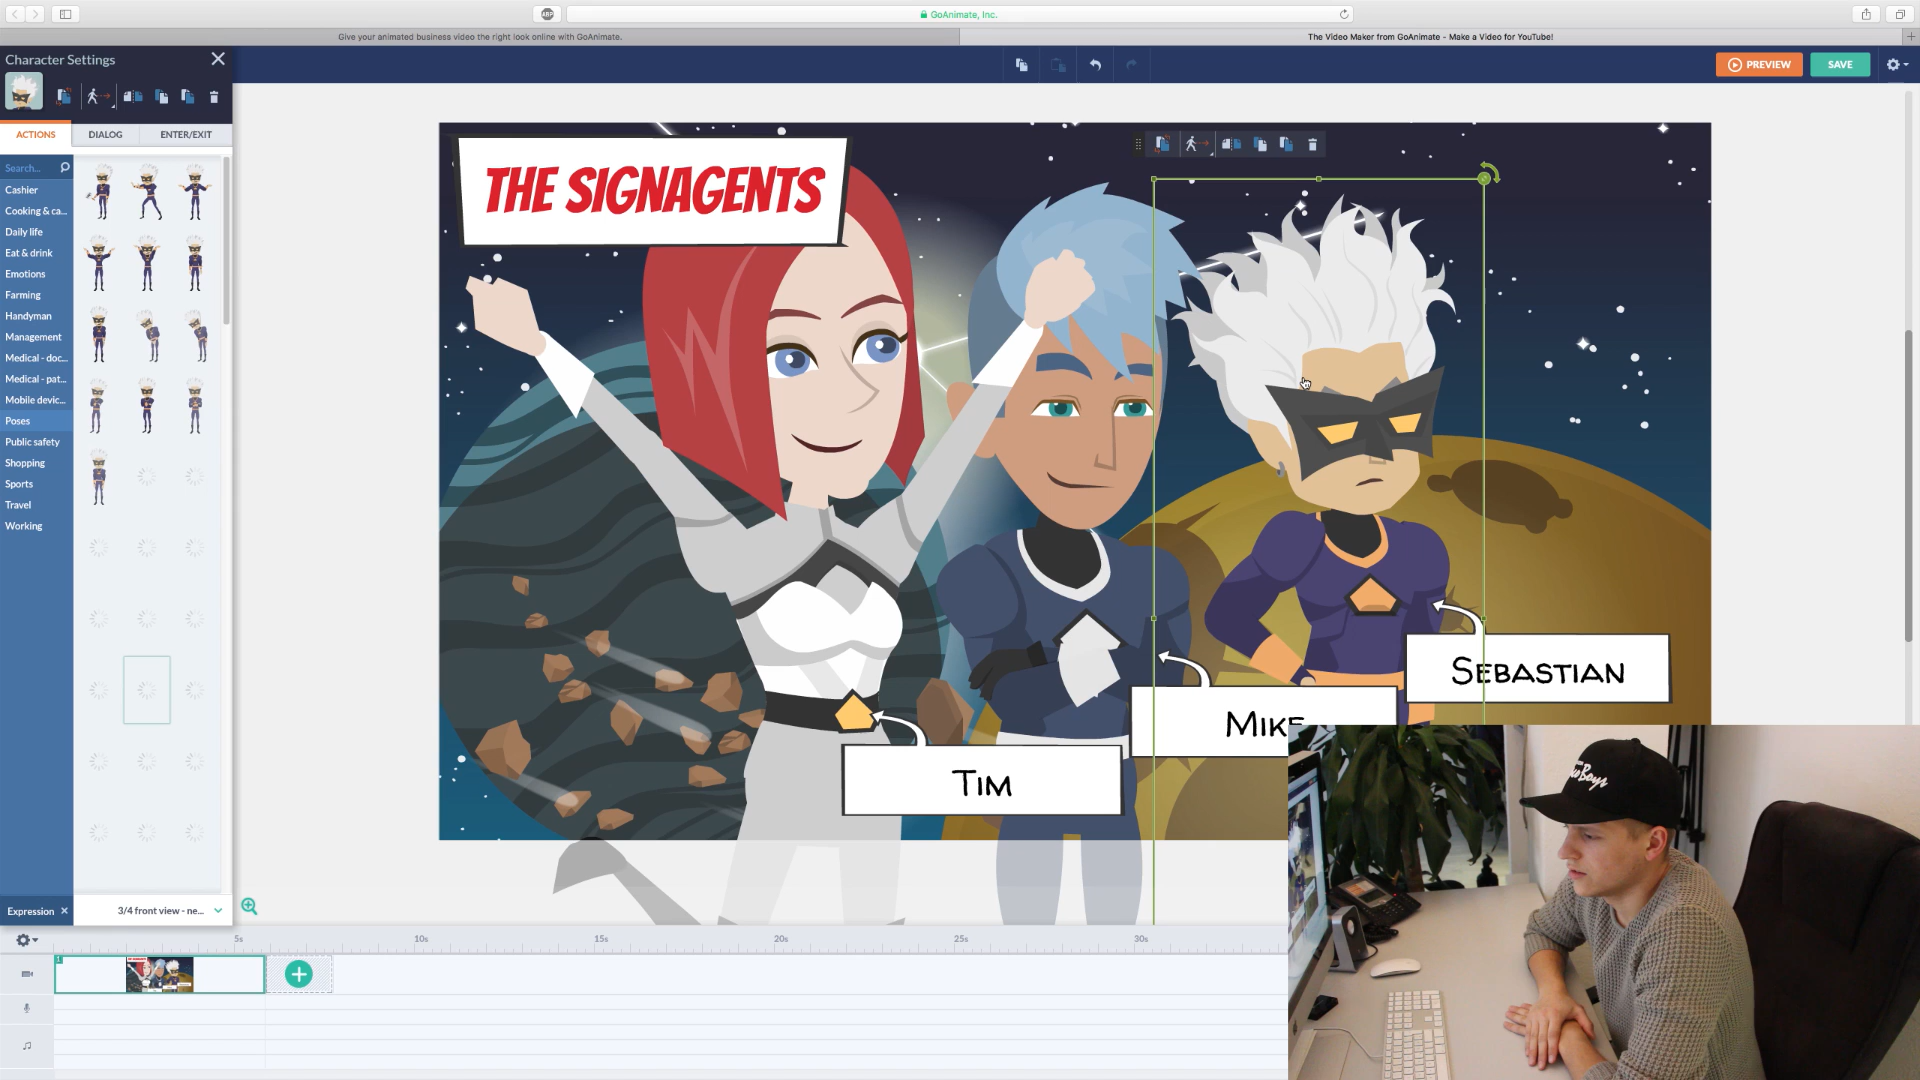 ABP
GoAnimate, Inc.
Give your animated business video the right look online with GoAnimate.
The Video Maker from GoAnimate - Make a Video for YouTube!
Character Settings
PREVIEW
SAVE
ACTIONS
DIALOG
ENTER/EXIT
Search...
Cashier
Cooking & ca...
Daily life
Eat & drink
Emotions
Farming
Handyman
Management
Medical - doc...
Medical - pat...
Mobile devic...
Poses
Public safety
Shopping
Sports
Travel
Working
Expression
3/4 front view - ne...
THE SIGNAGENTS
SEBASTIAN
MIKE
TIM
5s
10s
15s
20s
25s
30s
1
Boys